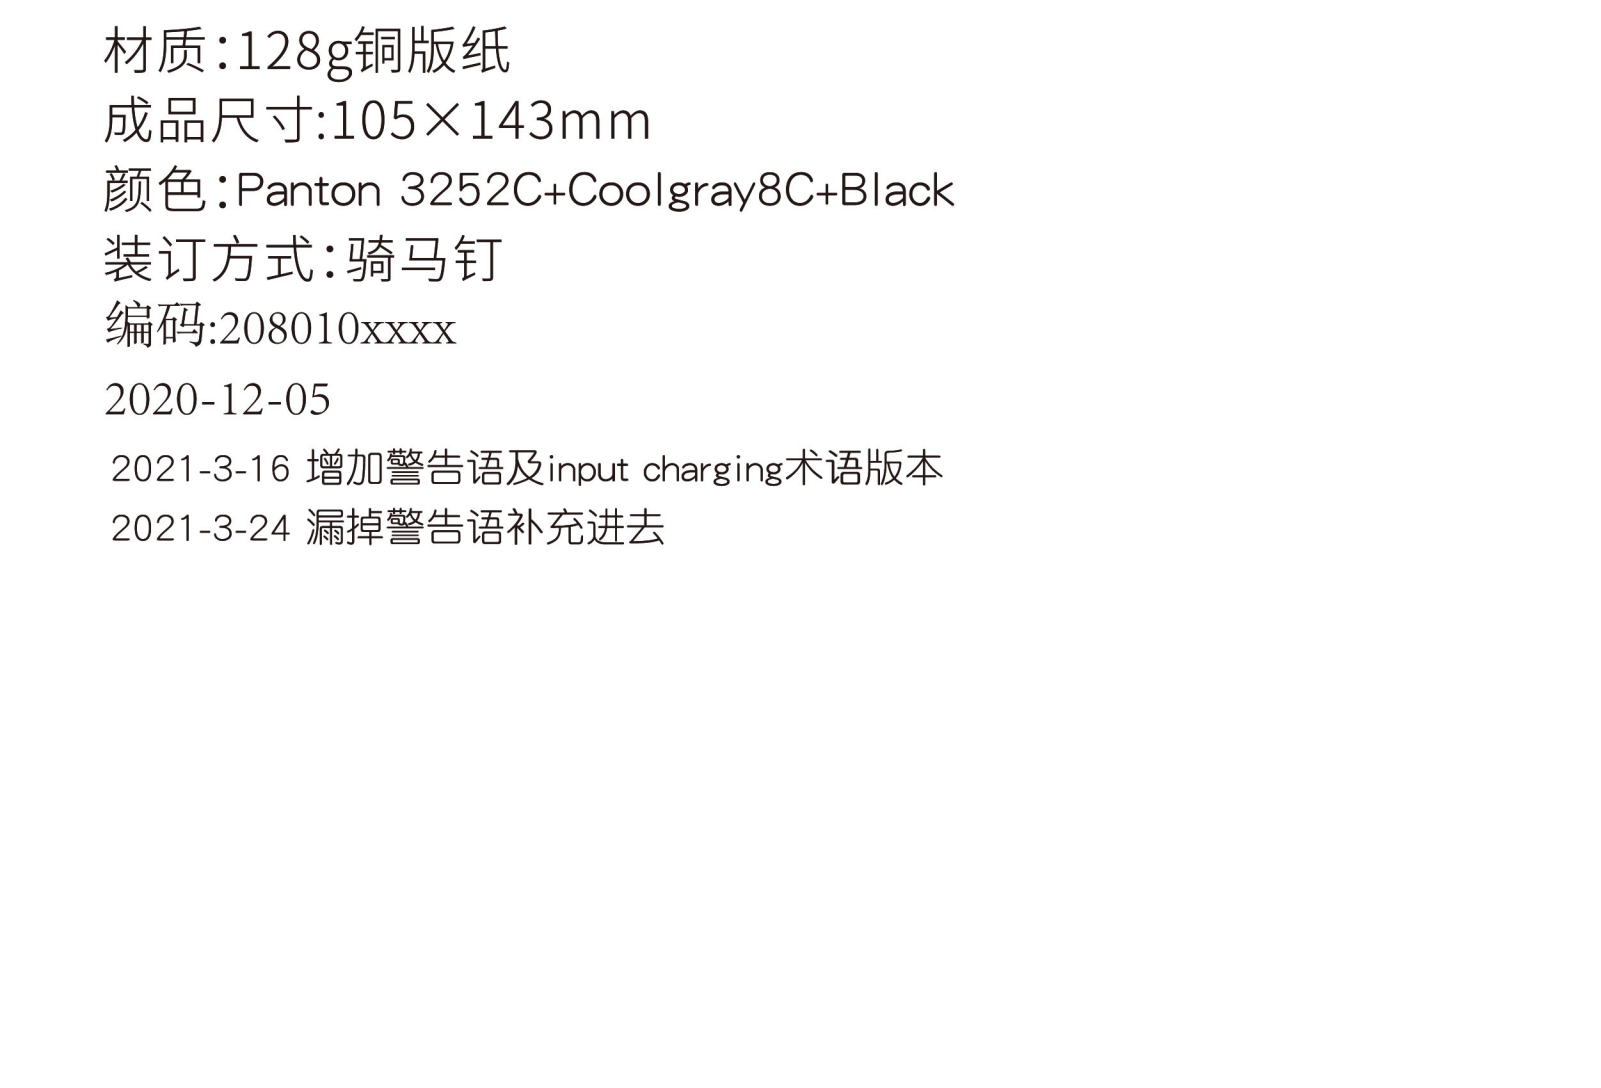 材质：128g铜版纸
成品尺寸:105×143mm
颜色：Panton 3252C+Coolgray8C+Black
装订方式：骑马钉
编码:208010xxxx
2020-12-05
2021-3-16 增加警告语及input charging术语版本
2021-3-24 漏掉警告语补充进去